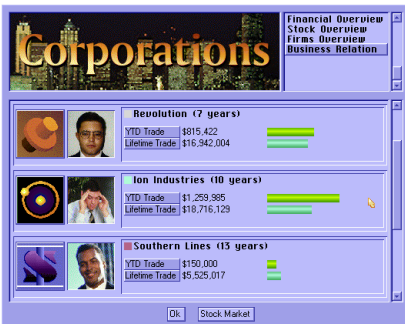 Corporations
Financial Overview
Stock Overview
Firms Overview
Business Relation
Revolution (7 years)
YTD Trade $815,422
Lifetime Trade $16,942,004
Ion Industries (10 years)
YTD Trade $1,259,985
Lifetime Trade $18,716,129
Southern Lines (13 years)
YTD Trade $150,000
Lifetime Trade $5,525,017
Ok Stock Market